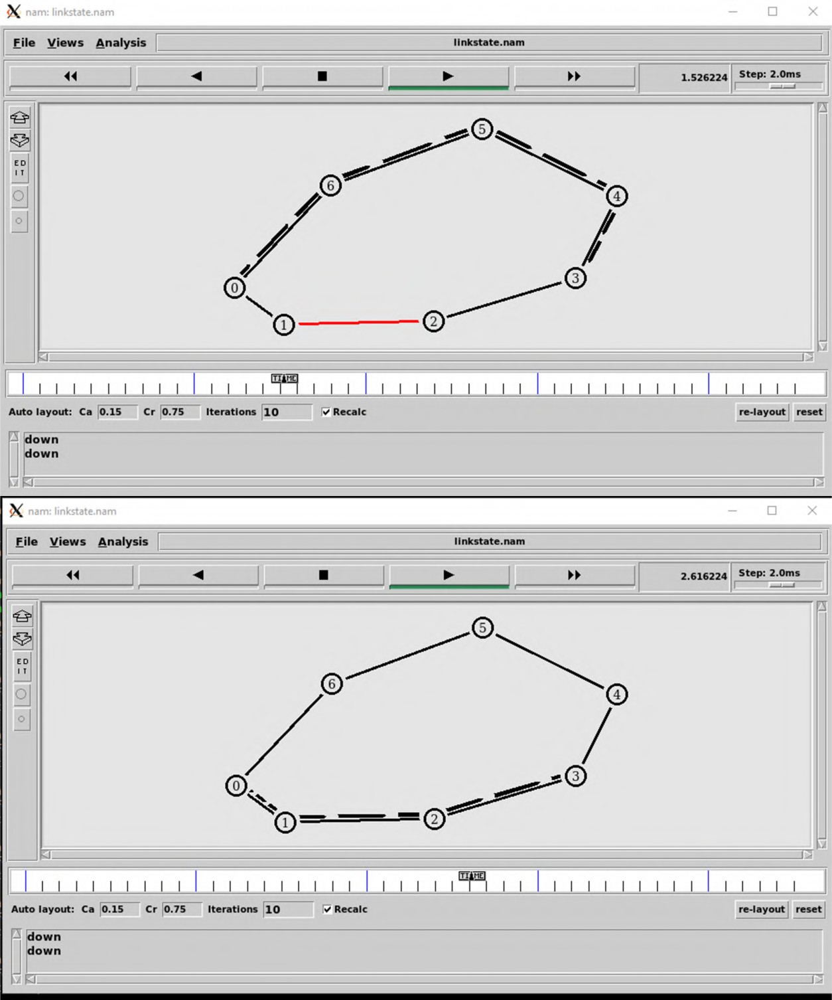 nam: linkstate.nam
File Views Analysis linkstate.nam
1.526224 Step: 2.0ms
ED
IT
5
6
4
3
0
1
2
TIME
Auto layout: Ca 0.15 Cr 0.75 Iterations 10 Recalc re-layout reset
down
down
nam: linkstate.nam
File Views Analysis linkstate.nam
2.616224 Step: 2.0ms
ED
IT
5
6
4
3
0
1
2
TIME
Auto layout: Ca 0.15 Cr 0.75 Iterations 10 Recalc re-layout reset
down
down